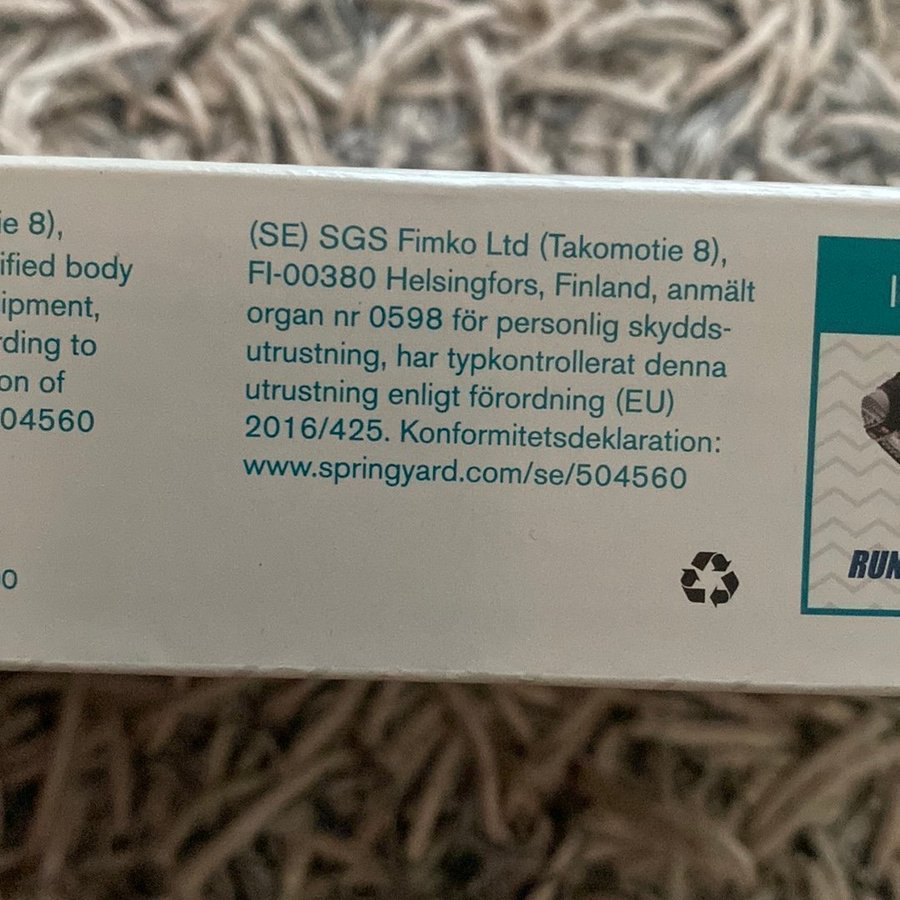 ie 8),
ified body
ipment,
rding to
on of
04560
0
(SE) SGS Fimko Ltd (Takomotie 8),
FI-00380 Helsingfors, Finland, anmält
organ nr 0598 för personlig skydds-
utrustning, har typkontrollerat denna
utrustning enligt förordning (EU)
2016/425. Konformitetsdeklaration:
www.springyard.com/se/504560
RUN